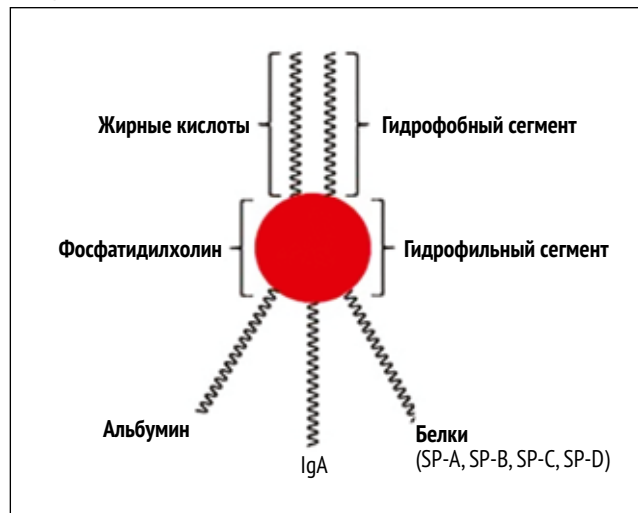 Жирные кислоты
Гидрофобный сегмент
Фосфатидилхолин
Гидрофильный сегмент
Альбумин
IgA
Белки
(SP-A, SP-B, SP-C, SP-D)